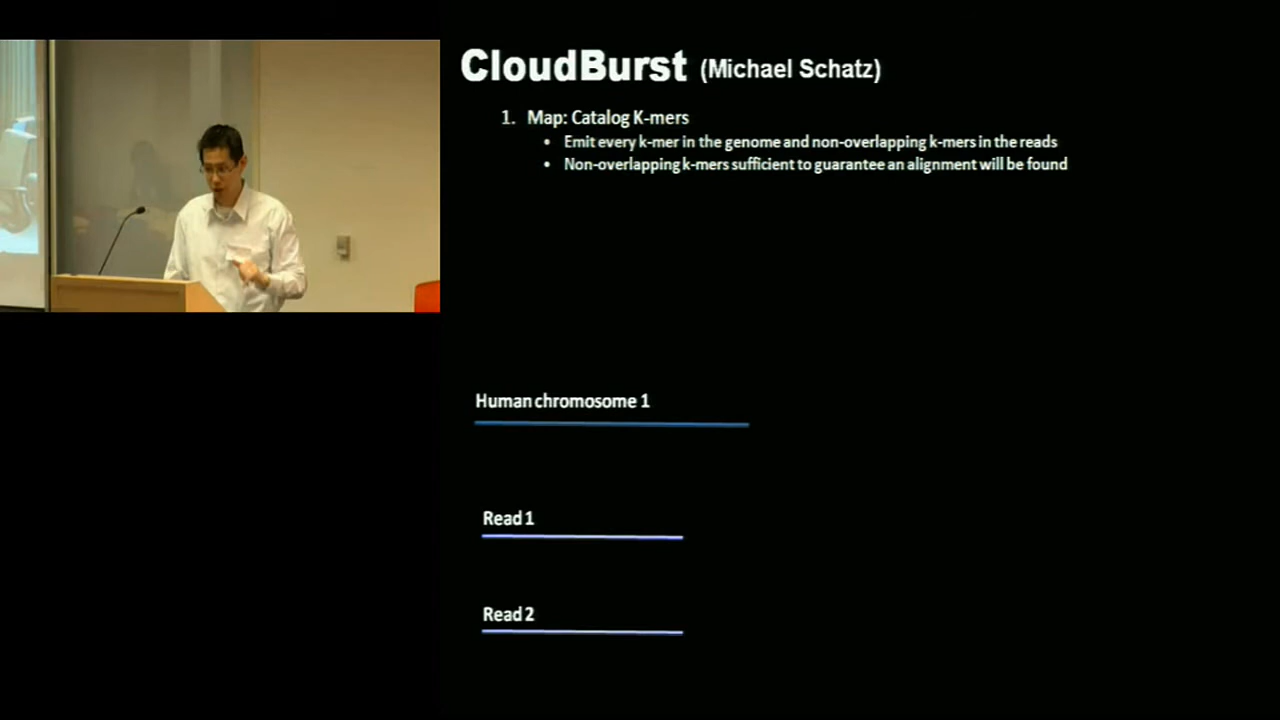 CloudBurst (Michael Schatz)
1. Map: Catalog K-mers
• Emit every k-mer in the genome and non-overlapping k-mers in the reads
• Non-overlapping k-mers sufficient to guarantee an alignment will be found
Human chromosome 1
Read 1
Read 2